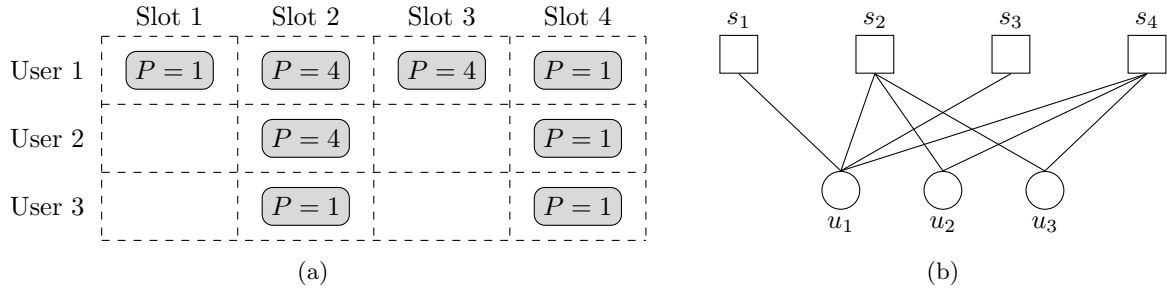 Slot 1 Slot 2 Slot 3 Slot 4
User 1 P = 1 P = 4 P = 4 P = 1
User 2 P = 4 P = 1
User 3 P = 1 P = 1
(a)
s₁ s₂ s₃ s₄
u₁ u₂ u₃
(b)